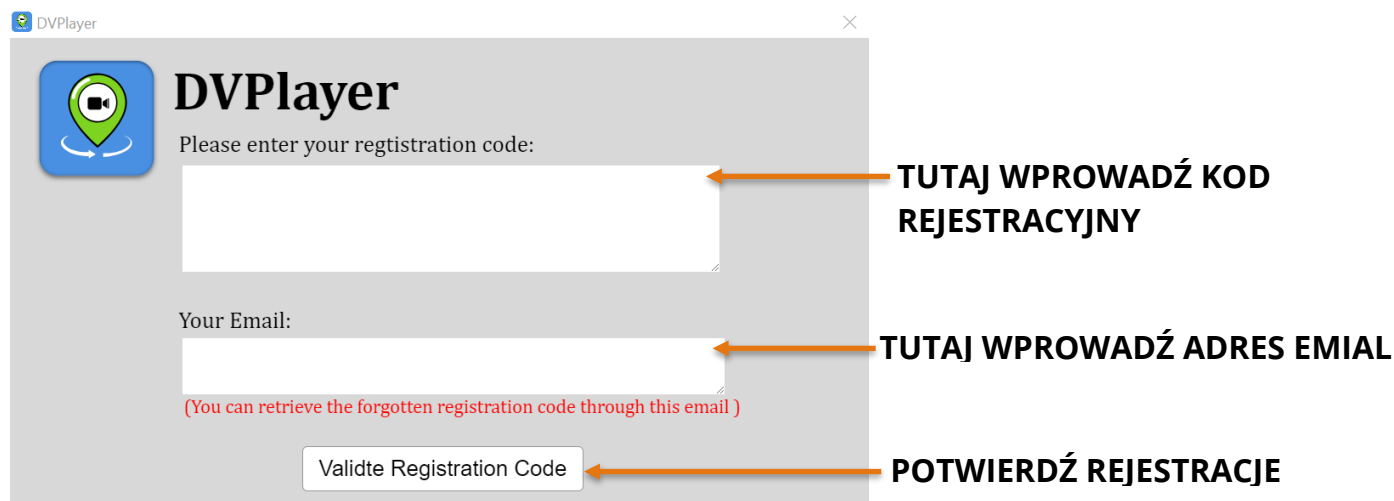 DVPlayer
DVPlayer
Please enter your regtistration code:
TUTAJ WPROWADŹ KOD
REJESTRACYJNY
Your Email:
TUTAJ WPROWADŹ ADRES EMIAL
(You can retrieve the forgotten registration code through this email )
Validte Registration Code
POTWIERDŹ REJESTRACJE